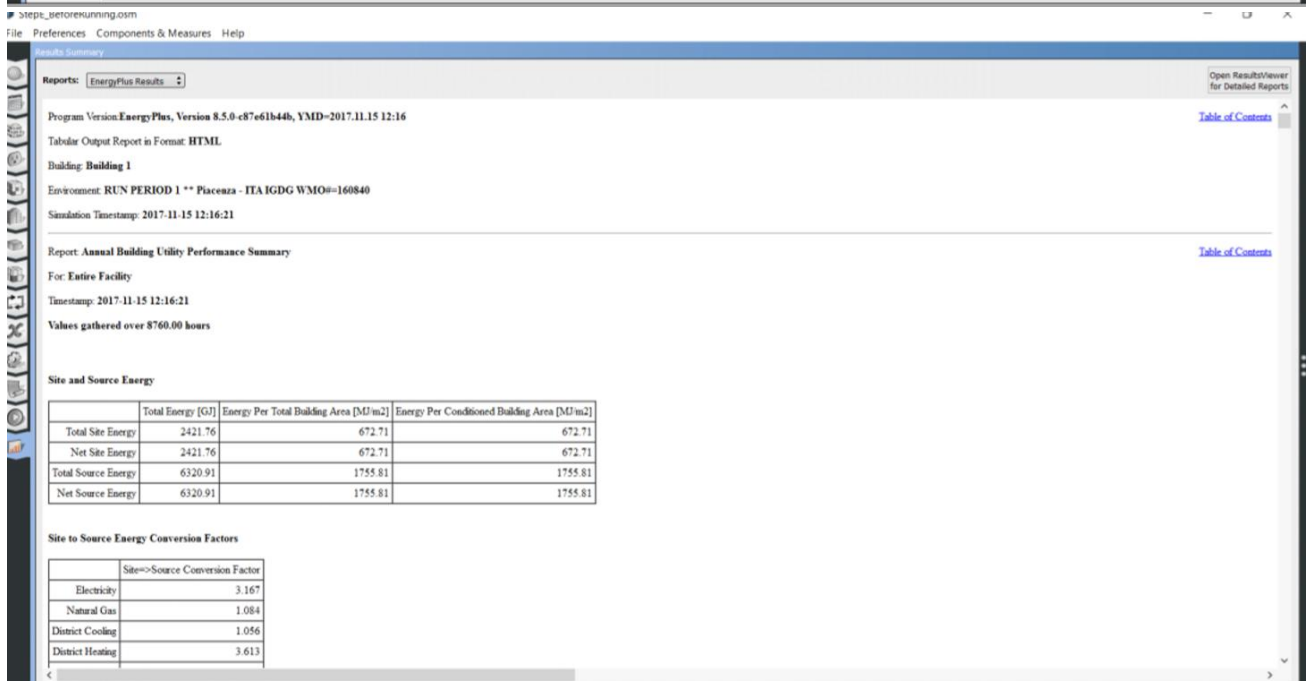 StepE_BeforeRunning.osm
File Preferences Components & Measures Help
Results Summary
Reports: EnergyPlus Results
Open ResultsViewer
for Detailed Reports
Program Version:EnergyPlus, Version 8.5.0-c87e61b44b, YMD=2017.11.15 12:16
Table of Contents
Tabular Output Report in Format: HTML
Building: Building 1
Environment: RUN PERIOD 1 ** Piacenza - ITA IGDG WMO#=160840
Simulation Timestamp: 2017-11-15 12:16:21
Report: Annual Building Utility Performance Summary
Table of Contents
For: Entire Facility
Timestamp: 2017-11-15 12:16:21
Values gathered over 8760.00 hours
Site and Source Energy
Total Energy [GJ] Energy Per Total Building Area [MJ/m2] Energy Per Conditioned Building Area [MJ/m2]
Total Site Energy 2421.76 672.71 672.71
Net Site Energy 2421.76 672.71 672.71
Total Source Energy 6320.91 1755.81 1755.81
Net Source Energy 6320.91 1755.81 1755.81
Site to Source Energy Conversion Factors
Site=>Source Conversion Factor
Electricity 3.167
Natural Gas 1.084
District Cooling 1.056
District Heating 3.613